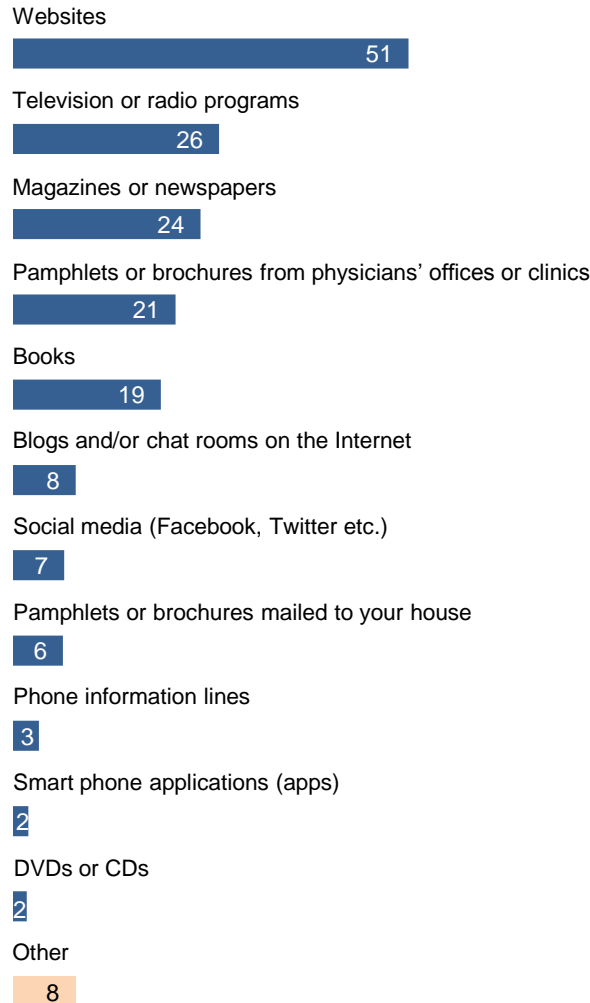 Websites
51
Television or radio programs
26
Magazines or newspapers
24
Pamphlets or brochures from physicians’ offices or clinics
21
Books
19
Blogs and/or chat rooms on the Internet
8
Social media (Facebook, Twitter etc.)
7
Pamphlets or brochures mailed to your house
6
Phone information lines
3
Smart phone applications (apps)
2
DVDs or CDs
2
Other
8